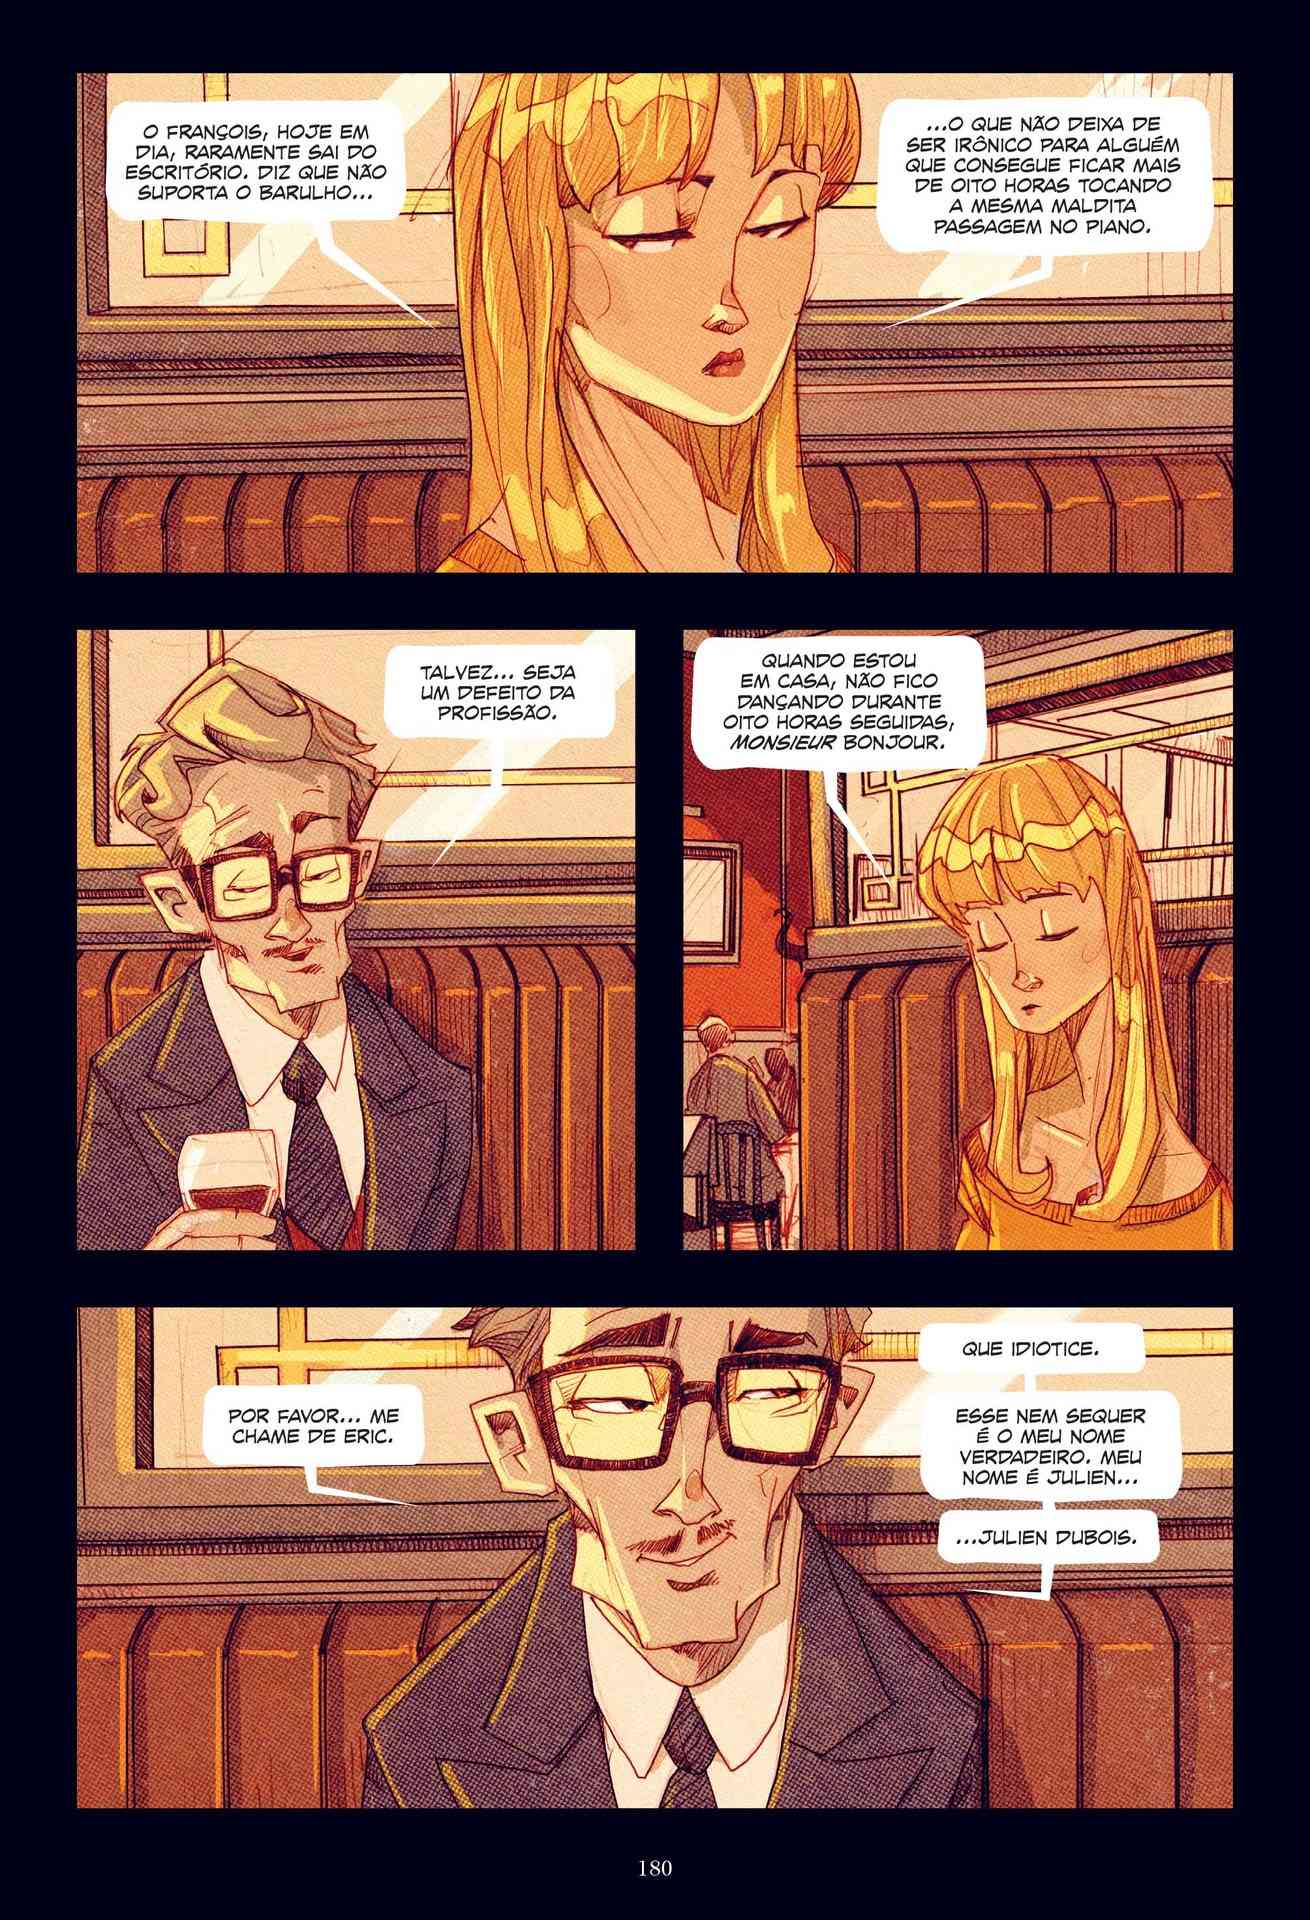 O FRANÇOIS, HOJE EM
DIA, RARAMENTE SAI DO
ESCRITÓRIO. DIZ QUE NÃO
SUPORTA O BARULHO...
...O QUE NÃO DEIXA DE
SER IRÔNICO PARA ALGUÉM
QUE CONSEGUE FICAR MAIS
DE OITO HORAS TOCANDO
A MESMA MALDITA
PASSAGEM NO PIANO.
TALVEZ... SEJA
UM DEFEITO DA
PROFISSÃO.
QUANDO ESTOU
EM CASA, NÃO FICO
DANÇANDO DURANTE
OITO HORAS SEGUIDAS,
MONSIEUR BONJOUR.
POR FAVOR... ME
CHAME DE ERIC.
QUE IDIOTICE.
ESSE NEM SEQUER
É O MEU NOME
VERDADEIRO. MEU
NOME É JULIEN...
...JULIEN DUBOIS.
180